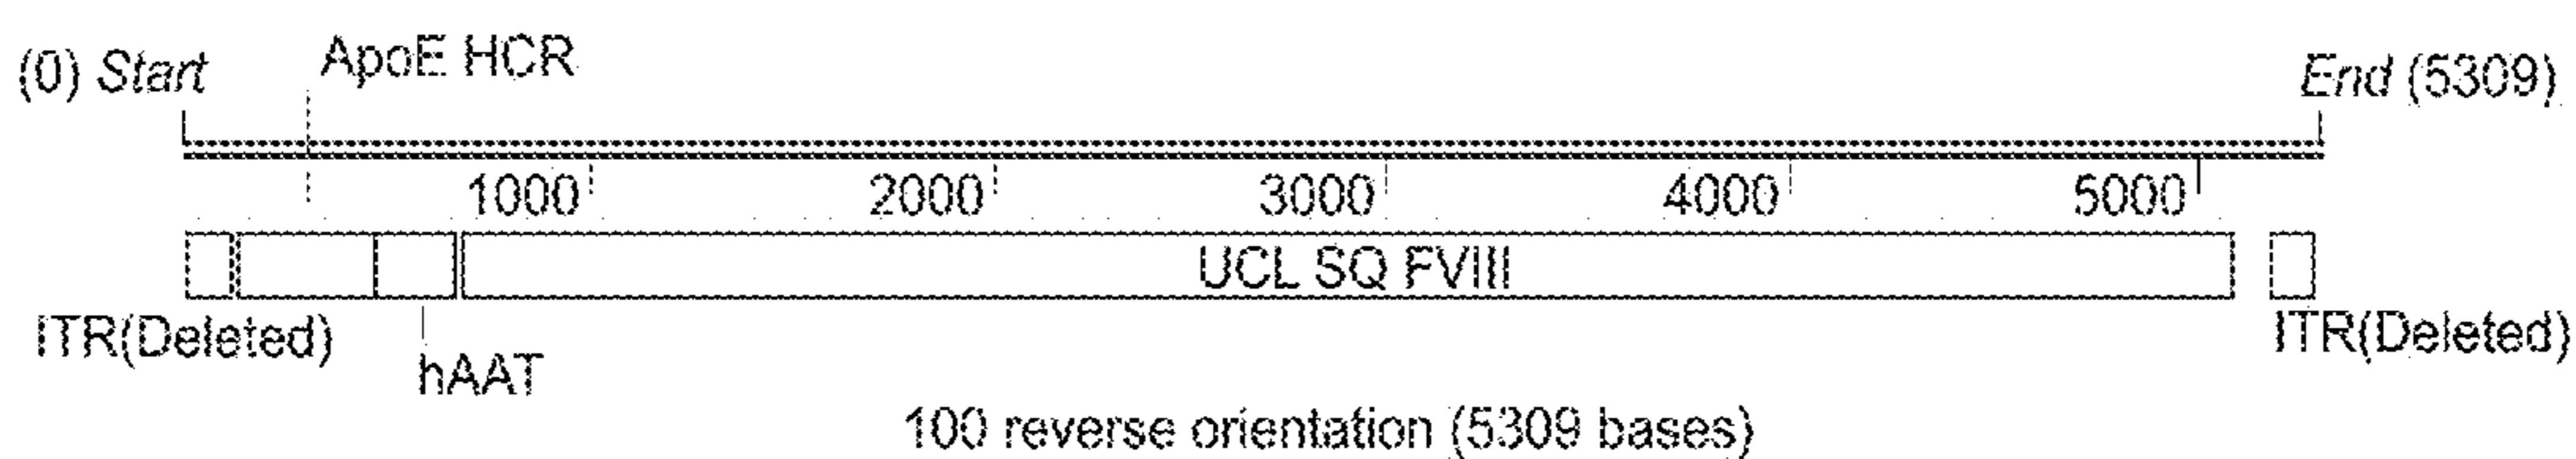 (0) Start
ApoE HCR
End (5309)
1000 2000 3000 4000 5000
UCL SQ FVIII
ITR(Deleted)
hAAT
ITR(Deleted)
100 reverse orientation (5309 bases)